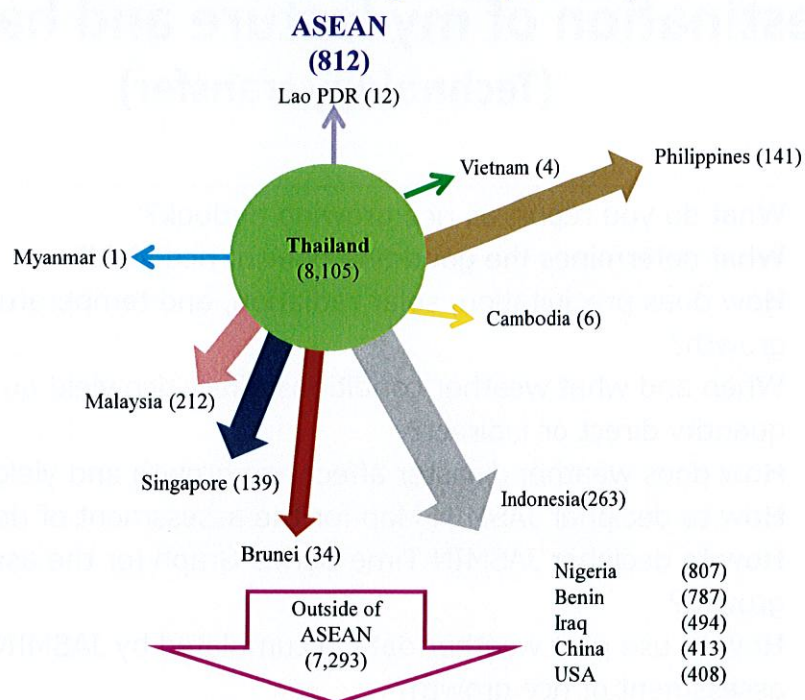 ASEAN
(812)
Lao PDR (12)
Vietnam (4)
Philippines (141)
Thailand
(8,105)
Myanmar (1)
Cambodia (6)
Malaysia (212)
Singapore (139)
Indonesia(263)
Brunei (34)
Outside of
ASEAN
(7,293)
Nigeria (807)
Benin (787)
Iraq (494)
China (413)
USA (408)